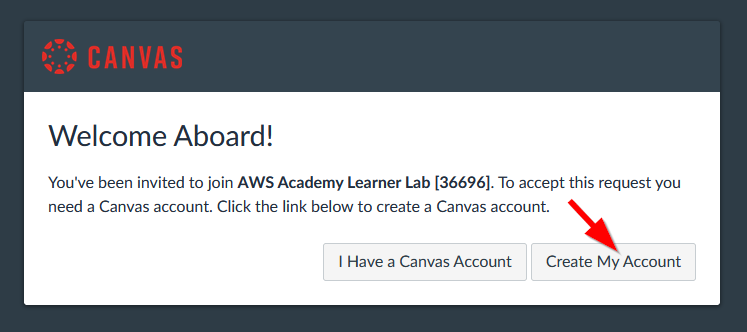 CANVAS
Welcome Aboard!
You've been invited to join AWS Academy Learner Lab [36696]. To accept this request you
need a Canvas account. Click the link below to create a Canvas account.
I Have a Canvas Account Create My Account